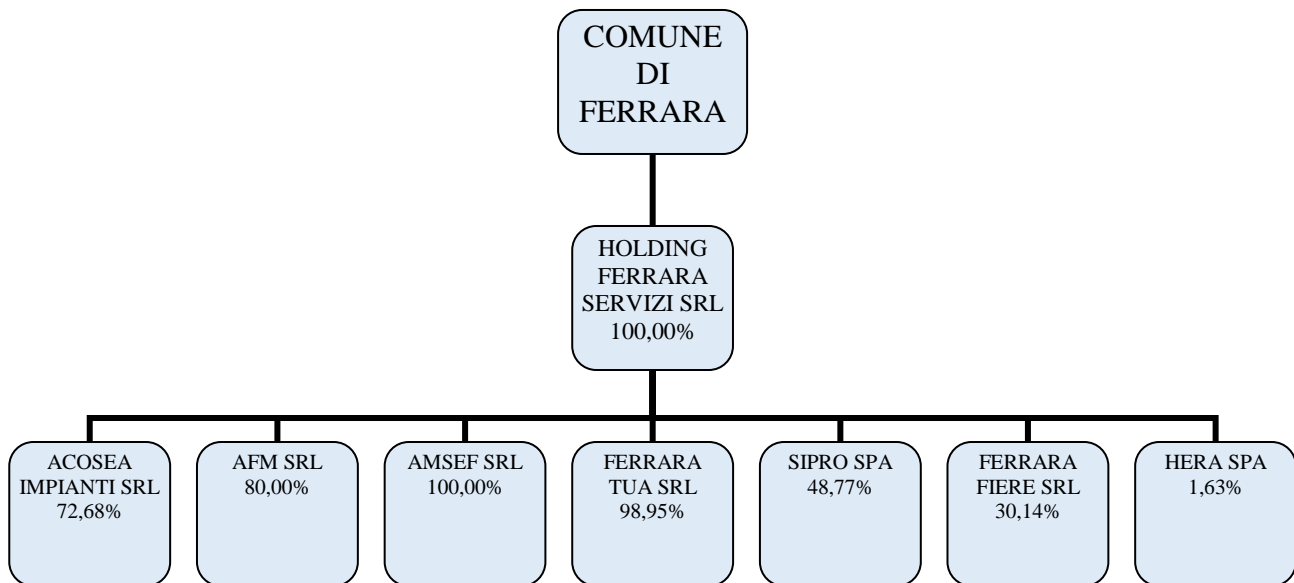 COMUNE
DI
FERRARA
HOLDING
FERRARA
SERVIZI SRL
100,00%
ACOSEA
IMPIANTI SRL
72,68%
AFM SRL
80,00%
AMSEF SRL
100,00%
FERRARA
TUA SRL
98,95%
SIPRO SPA
48,77%
FERRARA
FIERE SRL
30,14%
HERA SPA
1,63%